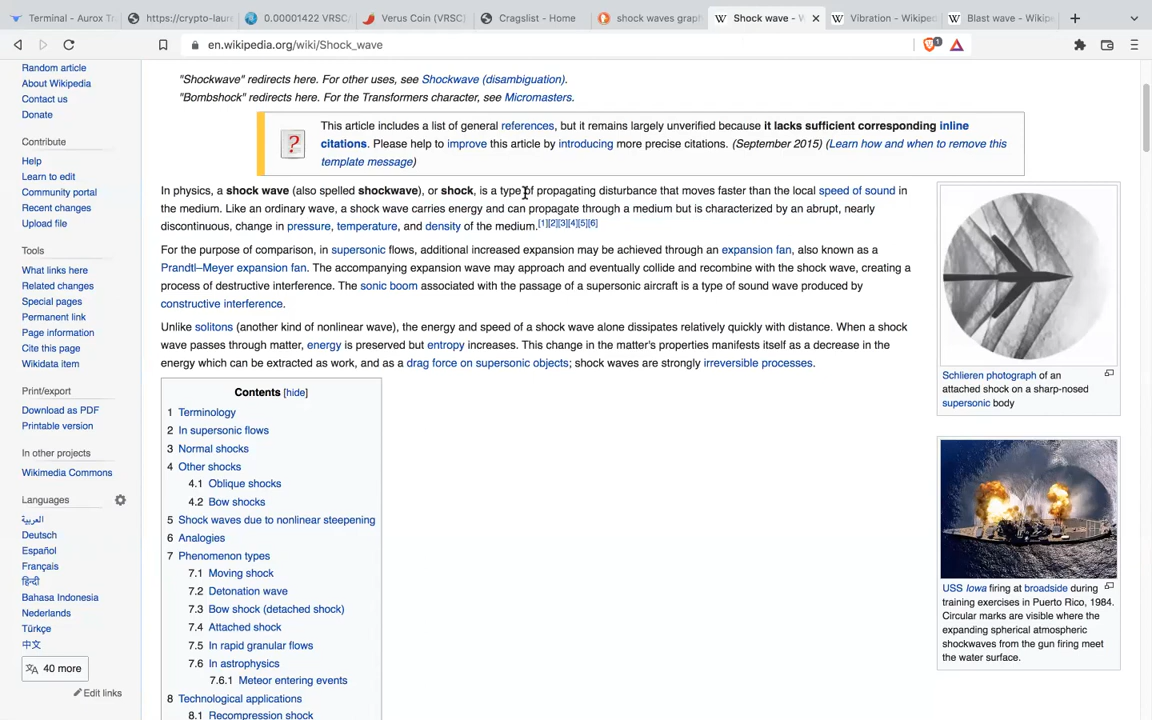 Terminal - Aurox T
https://crypto-laun
0.00001422 VRSC/
Verus Coin (VRSC)
Cragslist - Home
shock waves grap
Shock wave - W
Vibration - Wikipe
Blast wave - Wikip
en.wikipedia.org/wiki/Shock_wave
1
Random article
About Wikipedia
Contact us
Donate
Contribute
Help
Learn to edit
Community portal
Recent changes
Upload file
Tools
What links here
Related changes
Special pages
Permanent link
Page information
Cite this page
Wikidata item
Print/export
Download as PDF
Printable version
In other projects
Wikimedia Commons
Languages
العربية
Deutsch
Español
Français
हिन्दी
Bahasa Indonesia
Nederlands
Türkçe
中文
40 more
Edit links
"Shockwave" redirects here. For other uses, see Shockwave (disambiguation).
"Bombshock" redirects here. For the Transformers character, see Micromasters.
This article includes a list of general references, but it remains largely unverified because it lacks sufficient corresponding inline
citations. Please help to improve this article by introducing more precise citations. (September 2015) (Learn how and when to remove this
template message)
In physics, a shock wave (also spelled shockwave), or shock, is a type of propagating disturbance that moves faster than the local speed of sound in
the medium. Like an ordinary wave, a shock wave carries energy and can propagate through a medium but is characterized by an abrupt, nearly
discontinuous, change in pressure, temperature, and density of the medium.[1][2][3][4][5][6]
For the purpose of comparison, in supersonic flows, additional increased expansion may be achieved through an expansion fan, also known as a
Prandtl–Meyer expansion fan. The accompanying expansion wave may approach and eventually collide and recombine with the shock wave, creating a
process of destructive interference. The sonic boom associated with the passage of a supersonic aircraft is a type of sound wave produced by
constructive interference.
Unlike solitons (another kind of nonlinear wave), the energy and speed of a shock wave alone dissipates relatively quickly with distance. When a shock
wave passes through matter, energy is preserved but entropy increases. This change in the matter's properties manifests itself as a decrease in the
energy which can be extracted as work, and as a drag force on supersonic objects; shock waves are strongly irreversible processes.
Contents [hide]
1 Terminology
2 In supersonic flows
3 Normal shocks
4 Other shocks
4.1 Oblique shocks
4.2 Bow shocks
5 Shock waves due to nonlinear steepening
6 Analogies
7 Phenomenon types
7.1 Moving shock
7.2 Detonation wave
7.3 Bow shock (detached shock)
7.4 Attached shock
7.5 In rapid granular flows
7.6 In astrophysics
7.6.1 Meteor entering events
8 Technological applications
8.1 Recompression shock
Schlieren photograph of an
attached shock on a sharp-nosed
supersonic body
USS Iowa firing at broadside during
training exercises in Puerto Rico, 1984.
Circular marks are visible where the
expanding spherical atmospheric
shockwaves from the gun firing meet
the water surface.